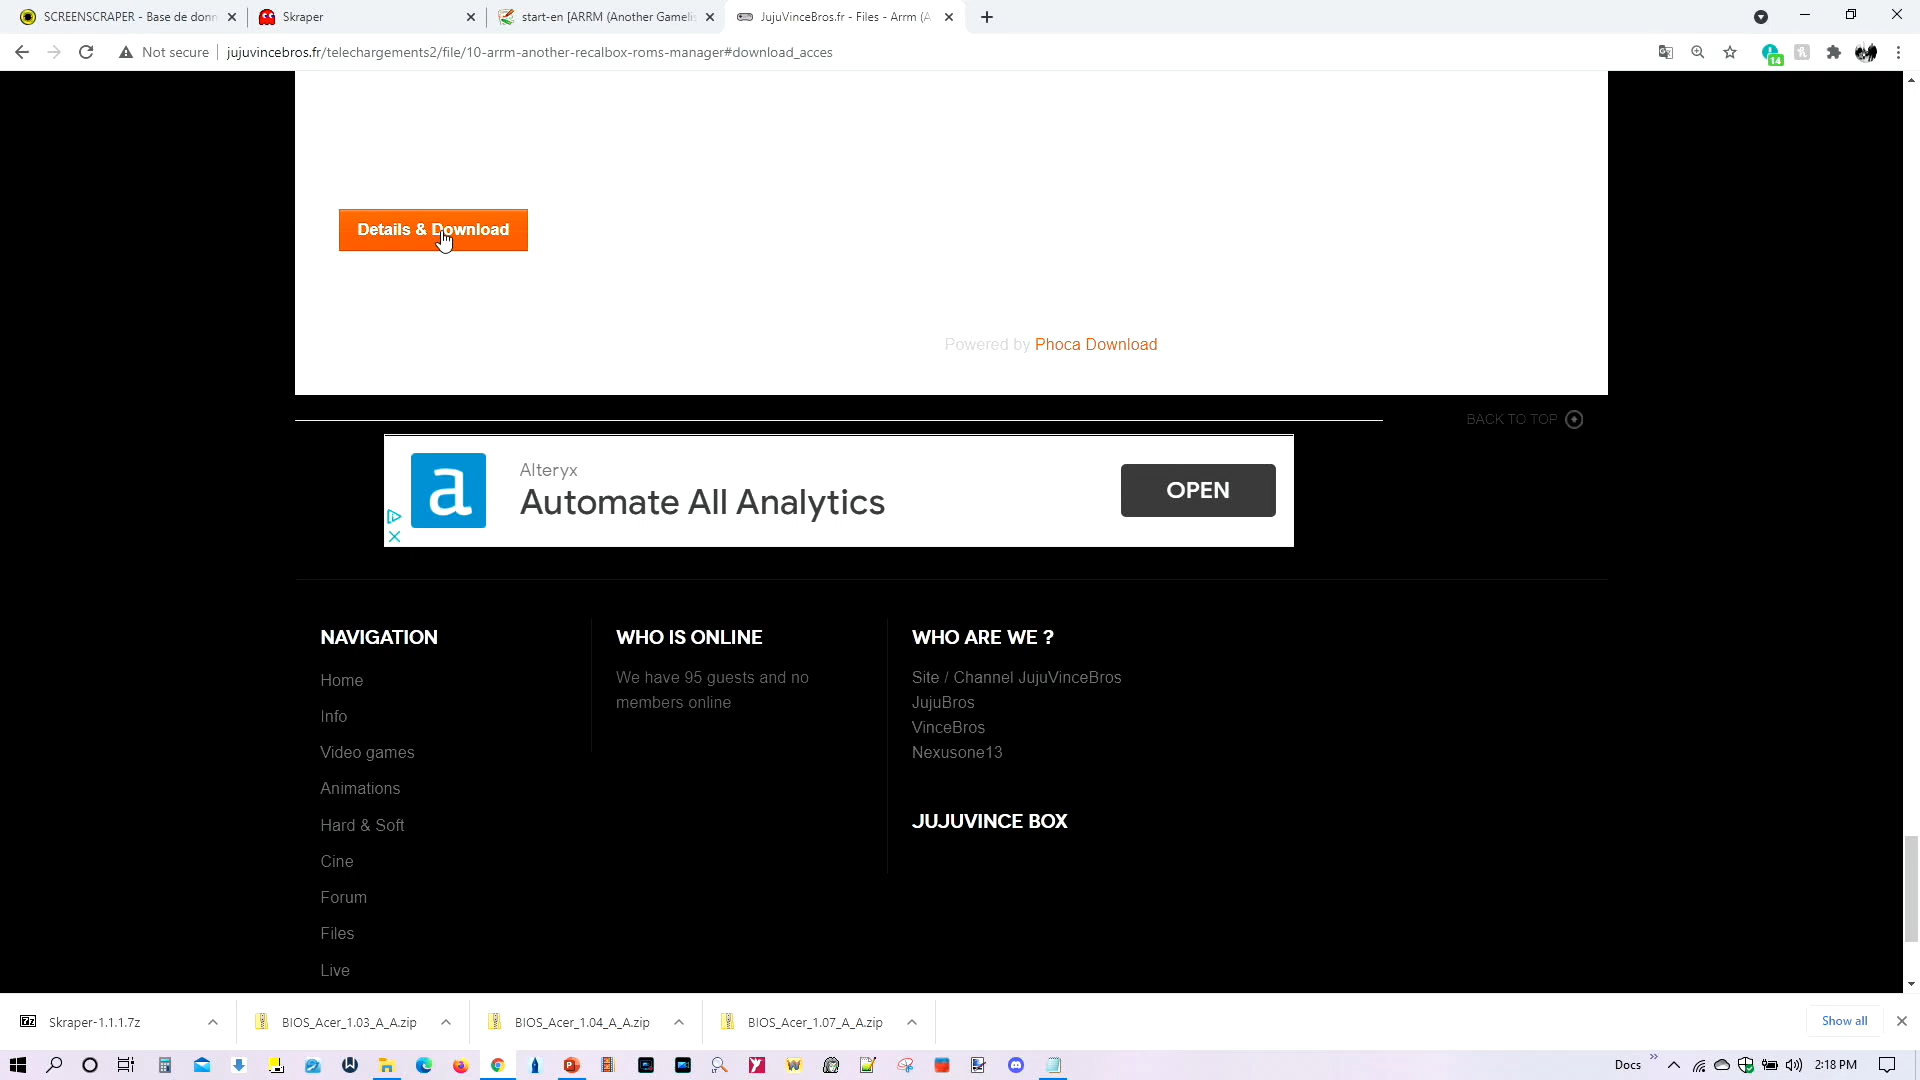 SCREENSCRAPER - Base de donn
Skraper
start-en [ARRM (Another Gamelis
JujuVinceBros.fr - Files - Arrm (A
Not secure
jujuvincebros.fr/telechargements2/file/10-arrm-another-recalbox-roms-manager#download_acces
14
Details & Download
Powered by Phoca Download
BACK TO TOP
a
Alteryx
Automate All Analytics
OPEN
NAVIGATION
Home
Info
Video games
Animations
Hard & Soft
Cine
Forum
Files
Live
WHO IS ONLINE
We have 95 guests and no
members online
WHO ARE WE ?
Site / Channel JujuVinceBros
JujuBros
VinceBros
Nexusone13
JUJUVINCE BOX
Skraper-1.1.1.7z
BIOS_Acer_1.03_A_A.zip
BIOS_Acer_1.04_A_A.zip
BIOS_Acer_1.07_A_A.zip
Show all
Docs
2:18 PM